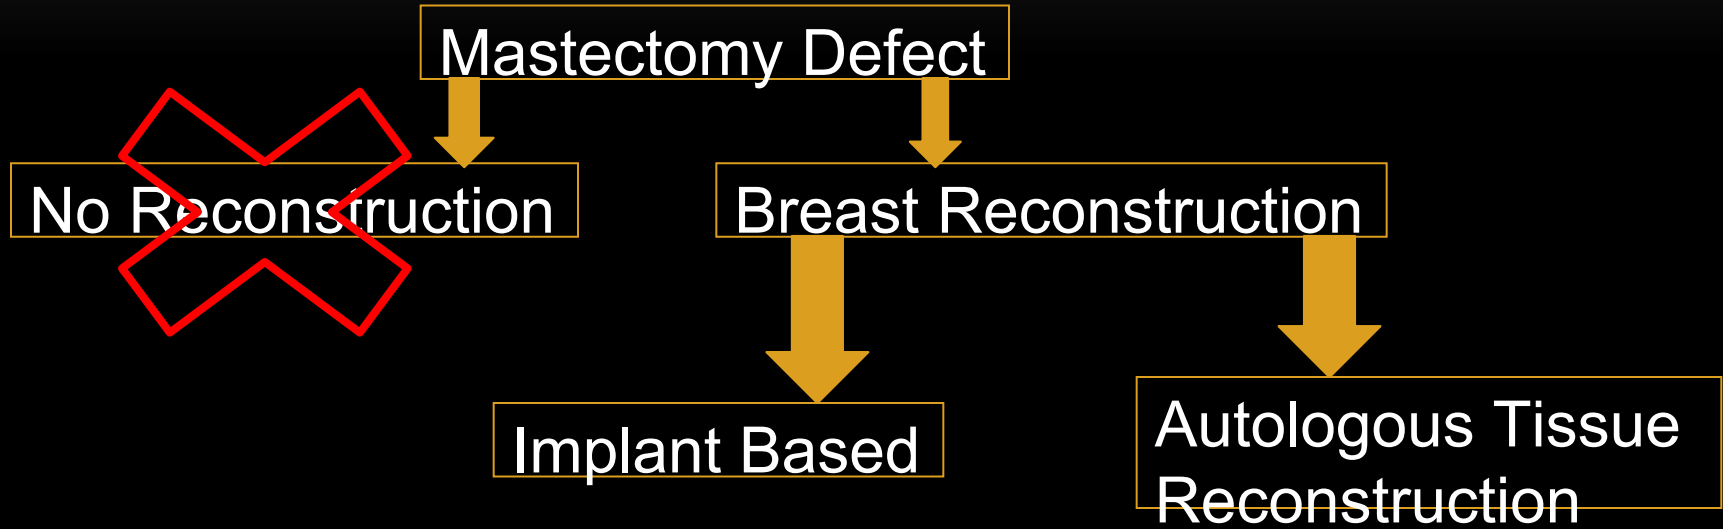 Mastectomy Defect
No Reconstruction
Breast Reconstruction
Implant Based
Autologous Tissue
Reconstruction